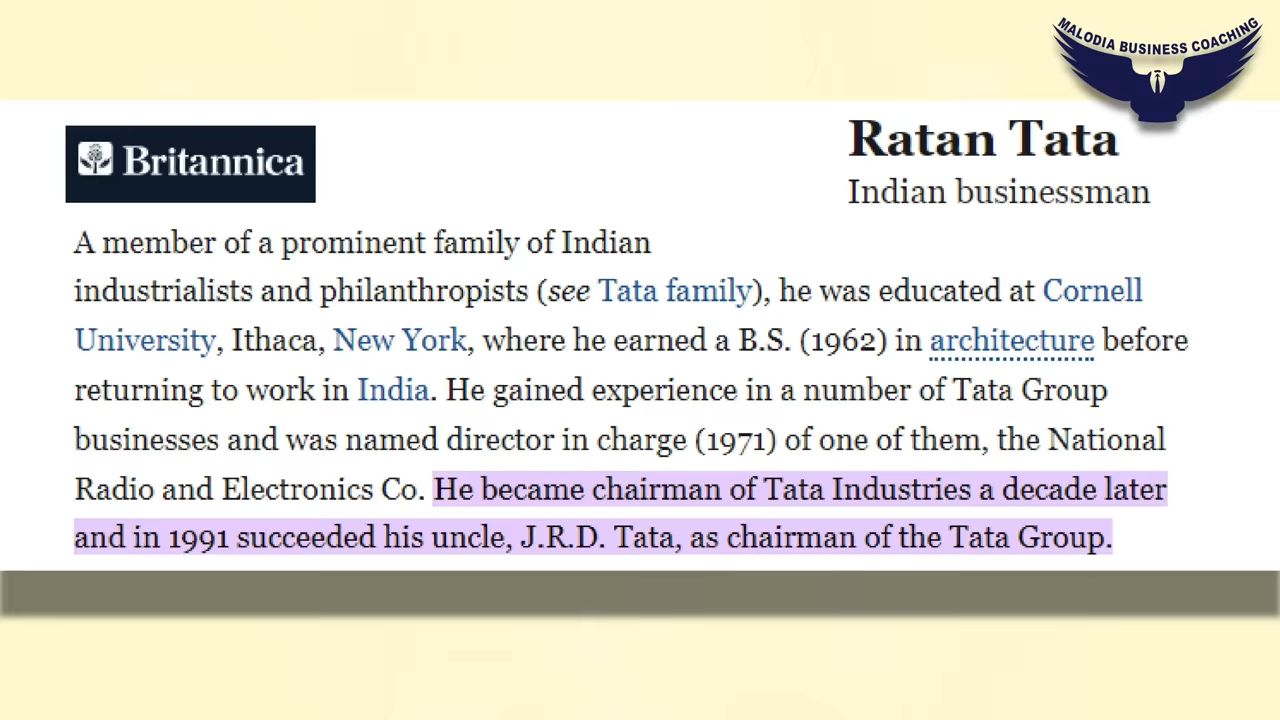 MALODIA BUSINESS COACHING
Britannica
Ratan Tata
Indian businessman
A member of a prominent family of Indian
industrialists and philanthropists (see Tata family), he was educated at Cornell
University, Ithaca, New York, where he earned a B.S. (1962) in architecture before
returning to work in India. He gained experience in a number of Tata Group
businesses and was named director in charge (1971) of one of them, the National
Radio and Electronics Co. He became chairman of Tata Industries a decade later
and in 1991 succeeded his uncle, J.R.D. Tata, as chairman of the Tata Group.